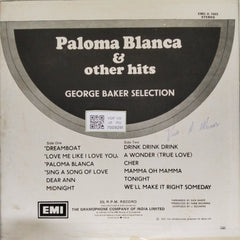 STEREO
Paloma Blanca
&
other hits
GEORGE BAKER SELECTION
Side One
*DREAMBOAT
*LOVE ME LIKE I LOVE YOU
*PALOMA BLANCA
*SING A SONG OF LOVE
DEAR ANN
MIDNIGHT
Side Two
DRINK DRINK DRINK
A WONDER (TRUE LOVE)
CHER
MAMMA OH MAMMA
TONIGHT
WE'LL MAKE IT RIGHT SOMEDAY
EMI
33⅓ R.P.M. RECORD
THE GRAMOPHONE COMPANY OF INDIA LIMITED